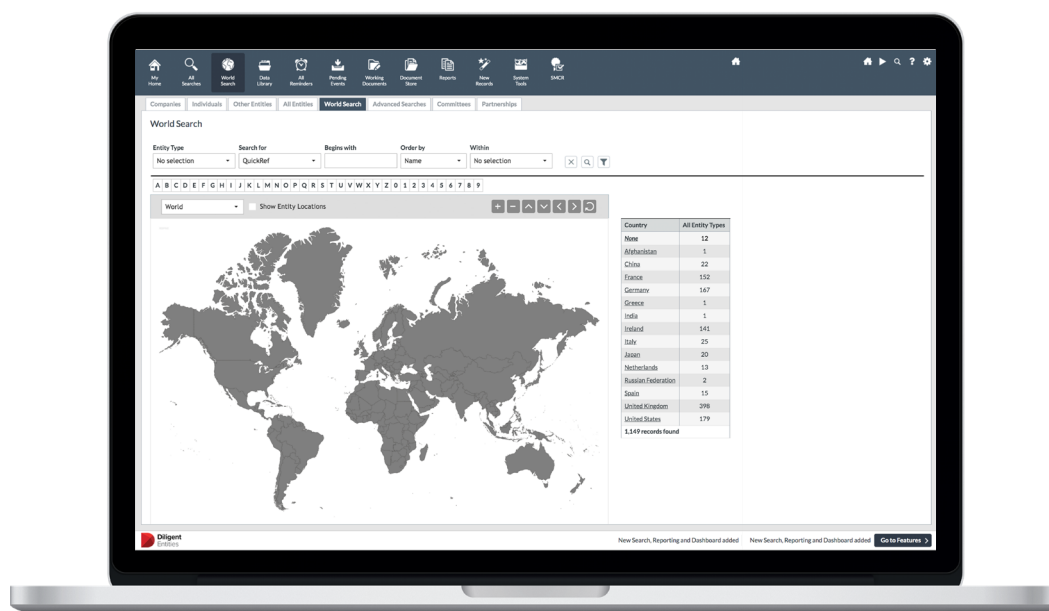 My Home
All Searches
World Search
Data Library
All Reminders
Pending Events
Working Documents
Document Store
Reports
New Records
System Tools
SMCR
Companies Individuals Other Entities All Entities World Search Advanced Searches Committees Partnerships
World Search
Entity Type Search for Begins with Order by Within
No selection QuickRef Name No selection
A B C D E F G H I J K L M N O P Q R S T U V W X Y Z 0 1 2 3 4 5 6 7 8 9
World Show Entity Locations
Country All Entity Types
None 12
Afghanistan 1
China 22
France 152
Germany 167
Greece 1
India 1
Ireland 141
Italy 25
Japan 20
Netherlands 13
Russian Federation 2
Spain 15
United Kingdom 398
United States 179
1,149 records found
Diligent
Entities
New Search, Reporting and Dashboard added New Search, Reporting and Dashboard added Go to Features